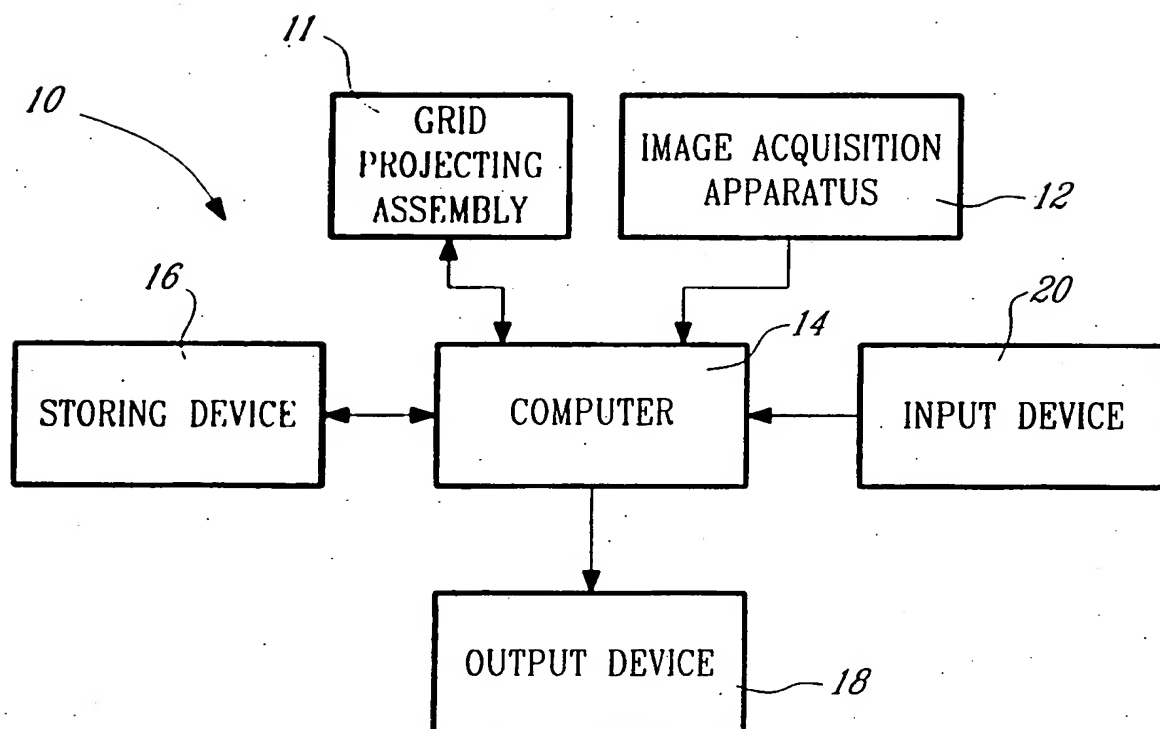 11
10
GRID
PROJECTING
ASSEMBLY
IMAGE ACQUISITION
APPARATUS
12
16
14
20
STORING DEVICE
COMPUTER
INPUT DEVICE
OUTPUT DEVICE
18